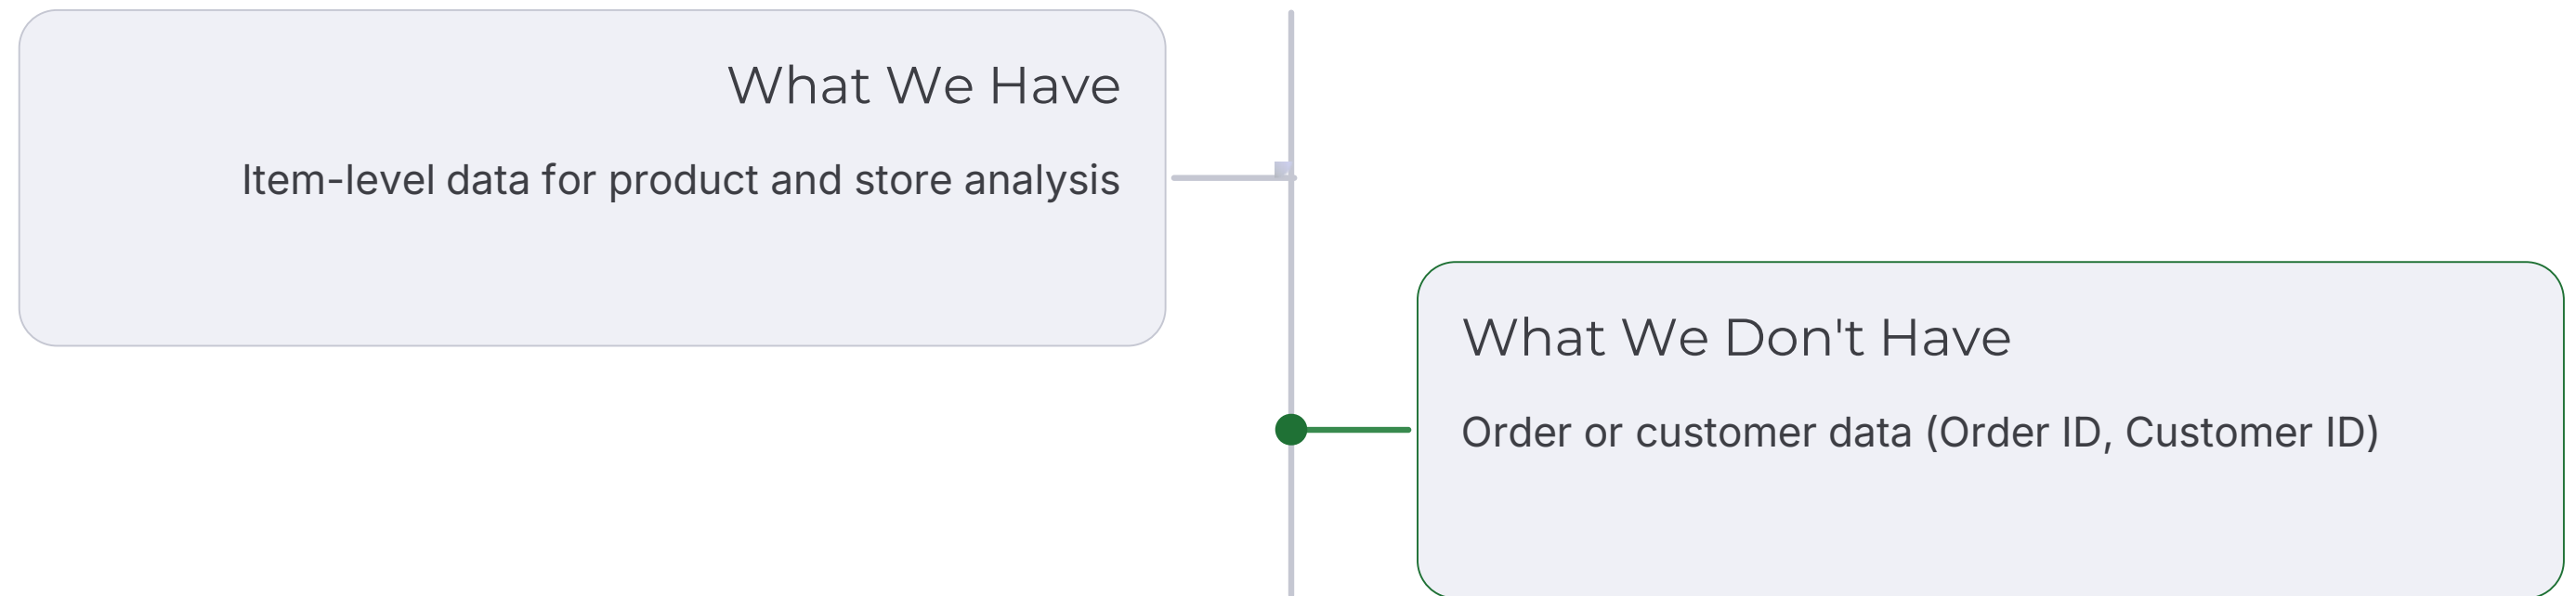 What We Have
Item-level data for product and store analysis
What We Don't Have
Order or customer data (Order ID, Customer ID)